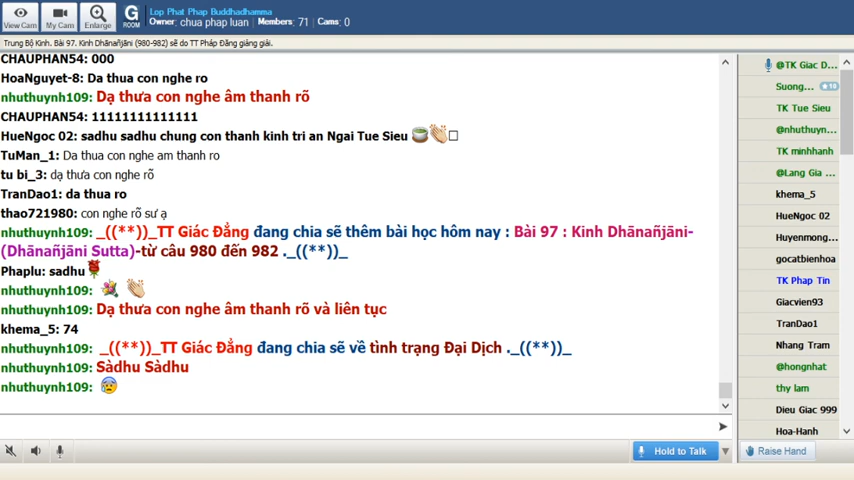 Lop Phat Phap Buddhadhamma
Owner: chua phap luan Members: 71 Cams: 0
View Cam My Cam Enlarge G ROOM
Trung Bộ Kinh. Bài 97. Kinh Dhānañjāni (980-982) sẽ do TT Pháp Đăng giảng giải.
CHAUPHAN54: 000
HoaNguyet-8: Da thua con nghe ro
nhuthuynh109: Dạ thưa con nghe âm thanh rõ
CHAUPHAN54: 11111111111111
HueNgoc 02: sadhu sadhu chung con thanh kinh tri an Ngai Tue Sieu
TuMan_1: Da thua con nghe am thanh ro
tu bi_3: dạ thưa con nghe rõ
TranDao1: da thua ro
thao721980: con nghe rõ sư ạ
nhuthuynh109: _((**))_TT Giác Đẳng đang chia sẽ thêm bài học hôm nay : Bài 97 : Kinh Dhānañjāni-
(Dhānañjāni Sutta)-từ câu 980 đến 982 ._((**))_
Phaplu: sadhu
nhuthuynh109:
nhuthuynh109: Dạ thưa con nghe âm thanh rõ và liên tục
khema_5: 74
nhuthuynh109: _((**))_TT Giác Đẳng đang chia sẽ về tình trạng Đại Dịch ._((**))_
nhuthuynh109: Sàdhu Sàdhu
nhuthuynh109:
@TK Giac D...
Suong... 10
TK Tue Sieu
@nhuthuyn...
TK minhhanh
@Lang Gia ...
khema_5
HueNgoc 02
Huyenmong...
gocatbienhoa
TK Phap Tin
Giacvien93
TranDao1
Nhang Tram
@hongnhat
thy lam
Dieu Giac 999
Hoa-Hanh
Hold to Talk
Raise Hand